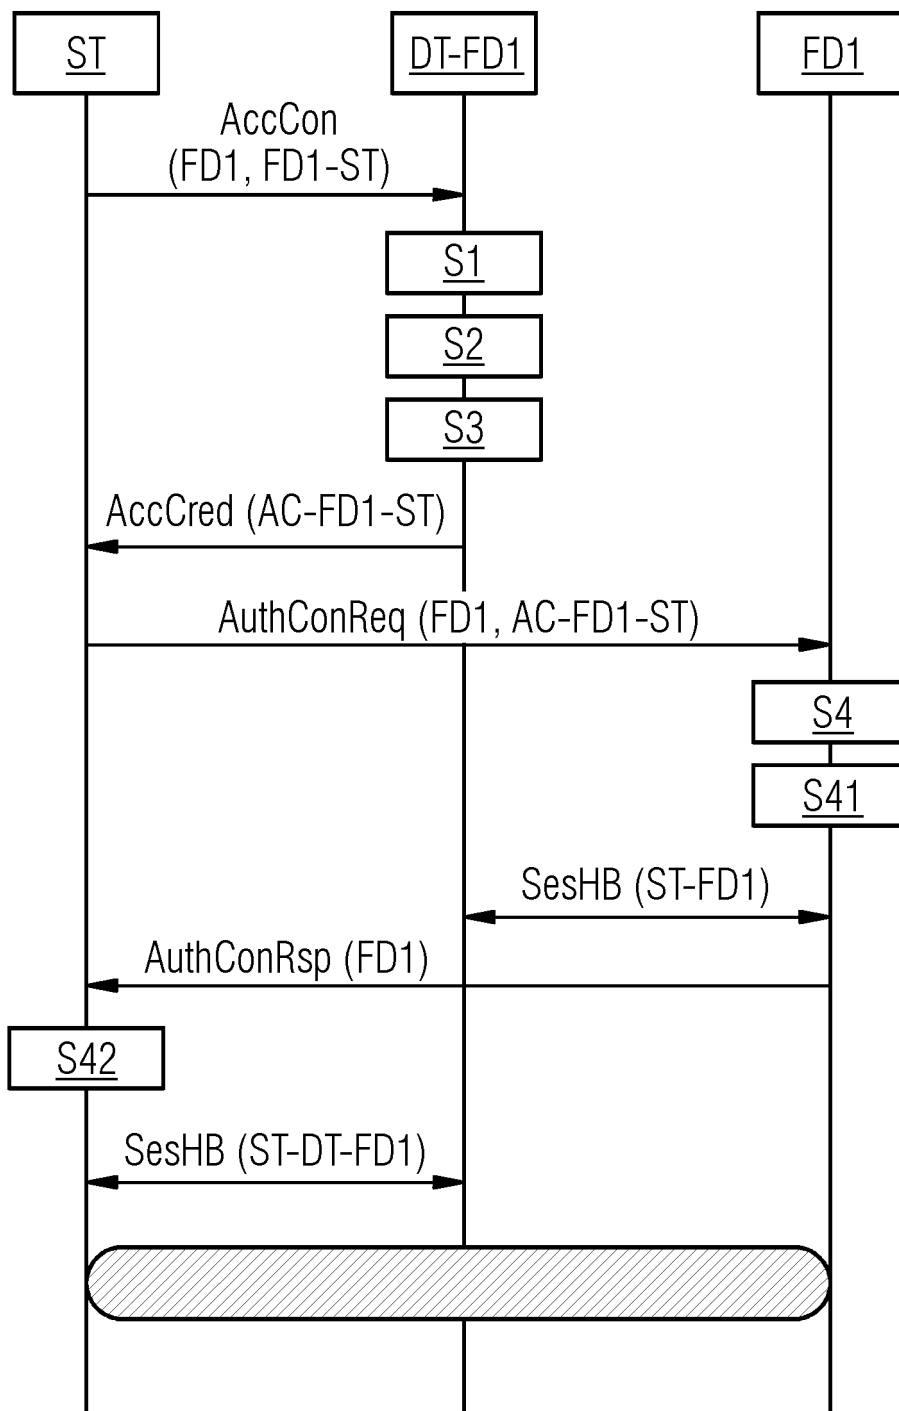 ST
DT-FD1
FD1
AccCon
(FD1, FD1-ST)
S1
S2
S3
AccCred (AC-FD1-ST)
AuthConReq (FD1, AC-FD1-ST)
S4
S41
SesHB (ST-FD1)
AuthConRsp (FD1)
S42
SesHB (ST-DT-FD1)